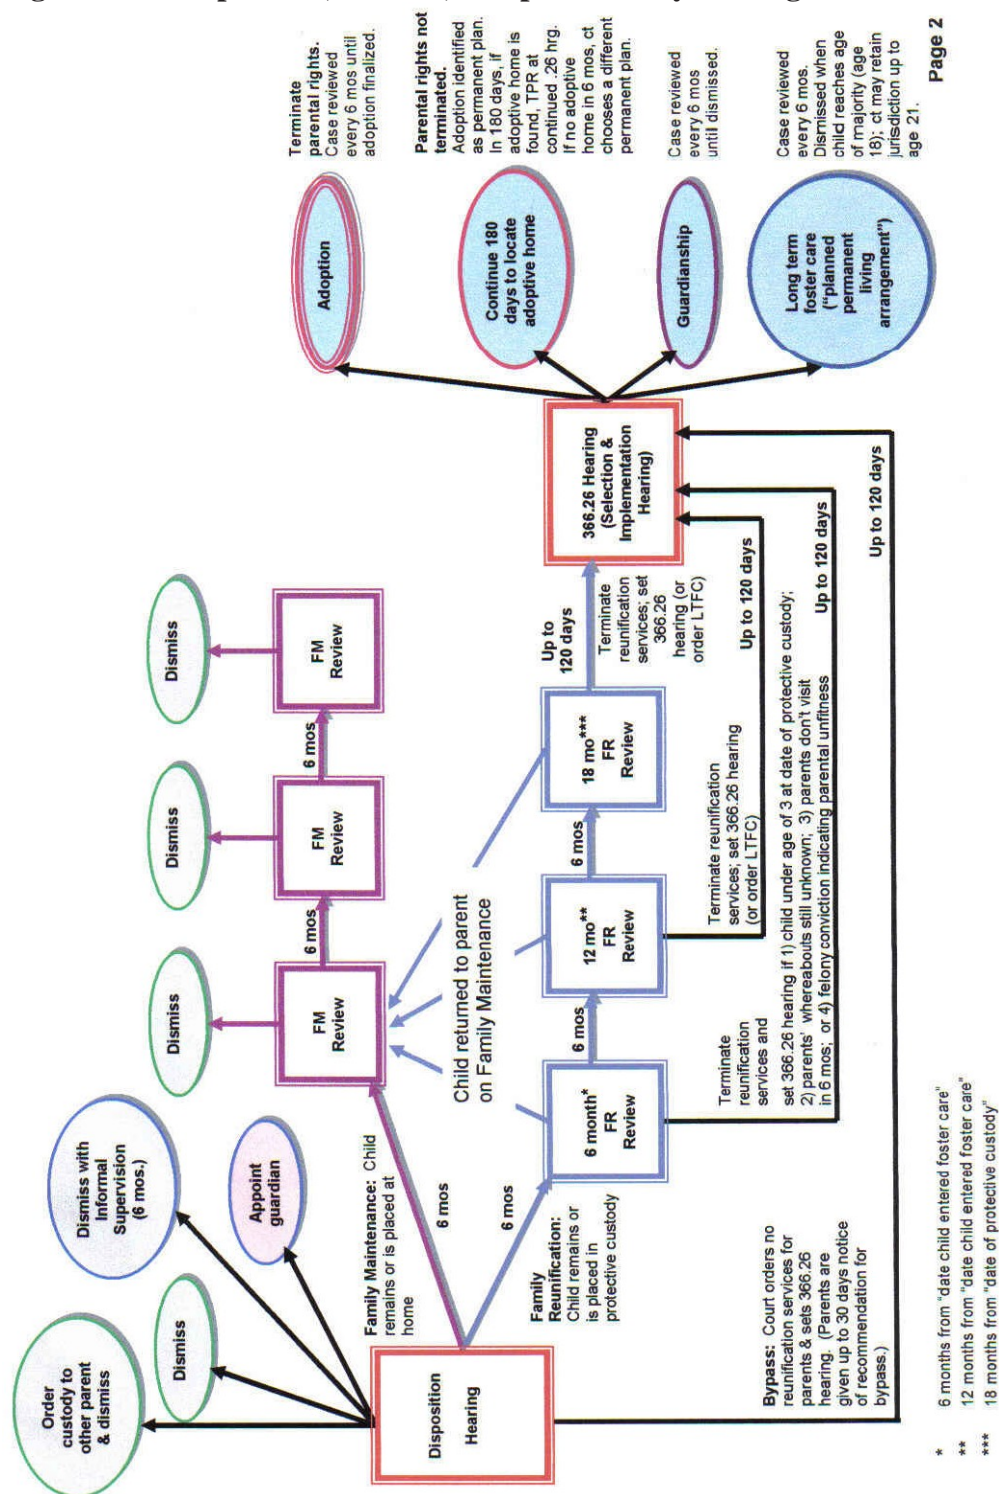 Order
custody to
other parent
& dismiss
Dismiss
Dismiss with
Informal
Supervision
(6 mos.)
Appoint
guardian
Disposition
Hearing
Family Maintenance: Child
remains or is placed at
home
6 mos
6 mos
Family
Reunification:
Child remains or
is placed in
protective custody
Bypass: Court orders no
reunification services for
parents & sets 366.26
hearing. (Parents are
given up to 30 days notice
of recommendation for
bypass.)
Dismiss
Dismiss
Dismiss
FM
Review
6 mos
FM
Review
6 mos
FM
Review
Child returned to parent
on Family Maintenance
6 month*
FR
Review
6 mos
12 mo**
FR
Review
6 mos
18 mo***
FR
Review
Up to
120 days
Terminate
reunification
services; set
366.26
hearing (or
order LTFC)
Terminate reunification
services; set 366.26 hearing
(or order LTFC)
Up to 120 days
Terminate
reunification
services and
set 366.26 hearing if 1) child under age of 3 at date of protective custody;
2) parents' whereabouts still unknown; 3) parents don't visit
in 6 mos; or 4) felony conviction indicating parental unfitness
Up to 120 days
Up to 120 days
366.26 Hearing
(Selection &
Implementation
Hearing)
Adoption
Terminate
parental rights.
Case reviewed
every 6 mos until
adoption finalized.
Continue 180
days to locate
adoptive home
Parental rights not
terminated.
Adoption identified
as permanent plan.
In 180 days, if
adoptive home is
found, TPR at
continued .26 hrg.
If no adoptive
home in 6 mos, ct
chooses a different
permanent plan.
Guardianship
Case reviewed
every 6 mos
until dismissed.
Long term
foster care
("planned
permanent
living
arrangement")
Case reviewed
every 6 mos.
Dismissed when
child reaches age
of majority (age
18); ct may retain
jurisdiction up to
age 21.
* 6 months from "date child entered foster care"
** 12 months from "date child entered foster care"
*** 18 months from "date of protective custody"
Page 2